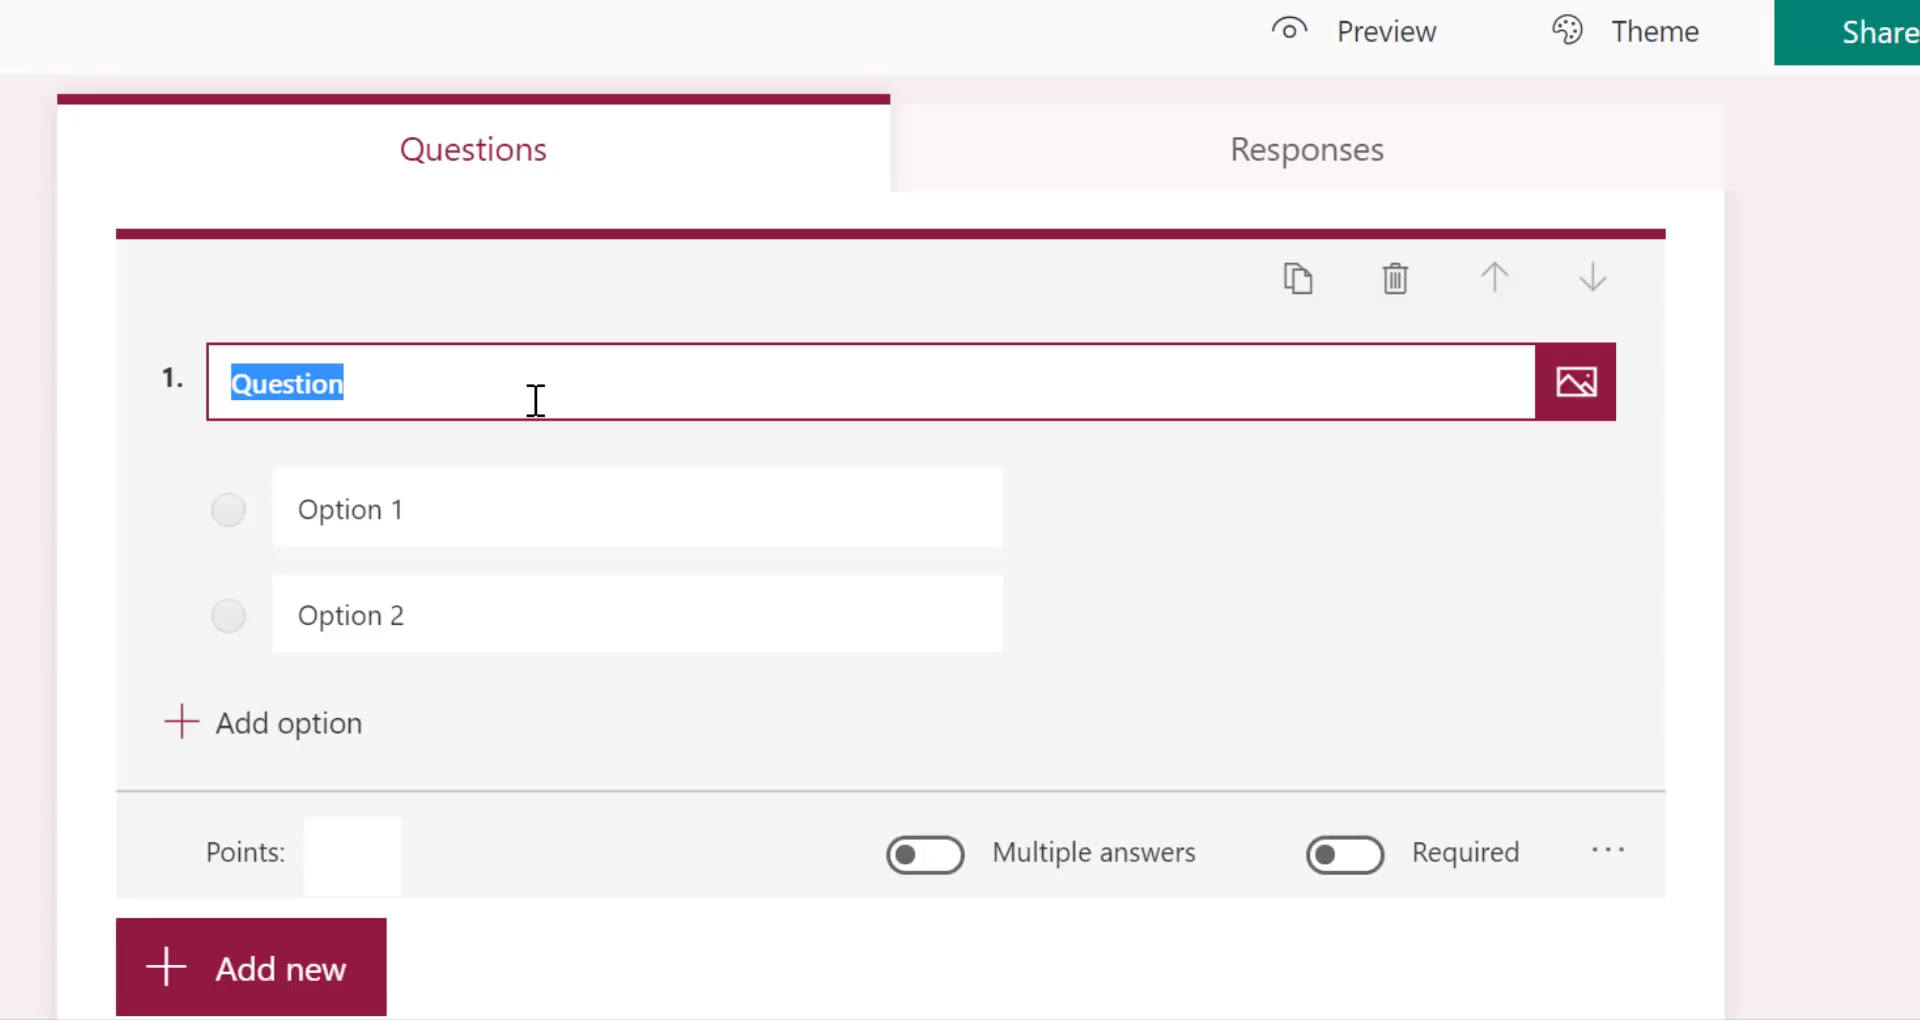 Preview Theme Share
Questions Responses
1. Question
Option 1
Option 2
Add option
Points: Multiple answers Required ...
Add new